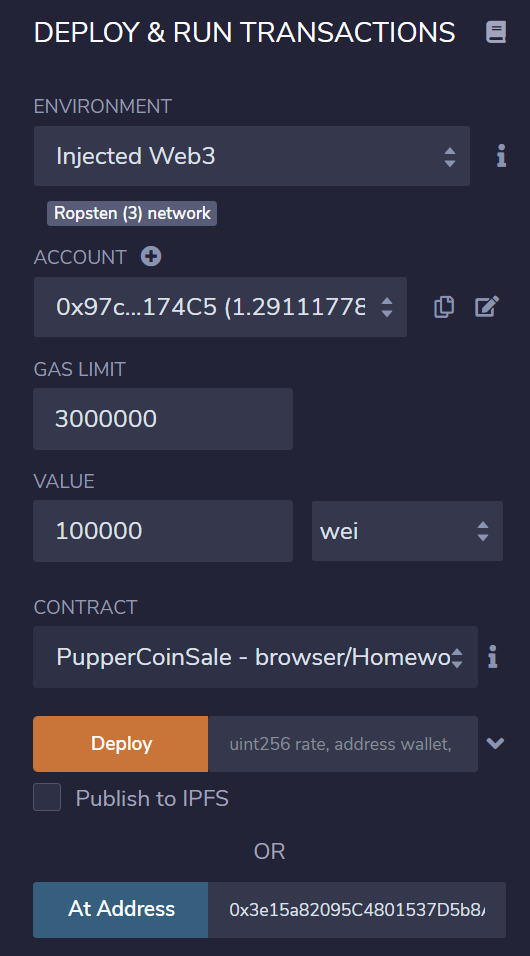 DEPLOY & RUN TRANSACTIONS
ENVIRONMENT
Injected Web3
Ropsten (3) network
ACCOUNT
0x97c...174C5 (1.29111778
GAS LIMIT
3000000
VALUE
100000 wei
CONTRACT
PupperCoinSale - browser/Homewo
Deploy uint256 rate, address wallet,
Publish to IPFS
OR
At Address 0x3e15a82095C4801537D5b8A